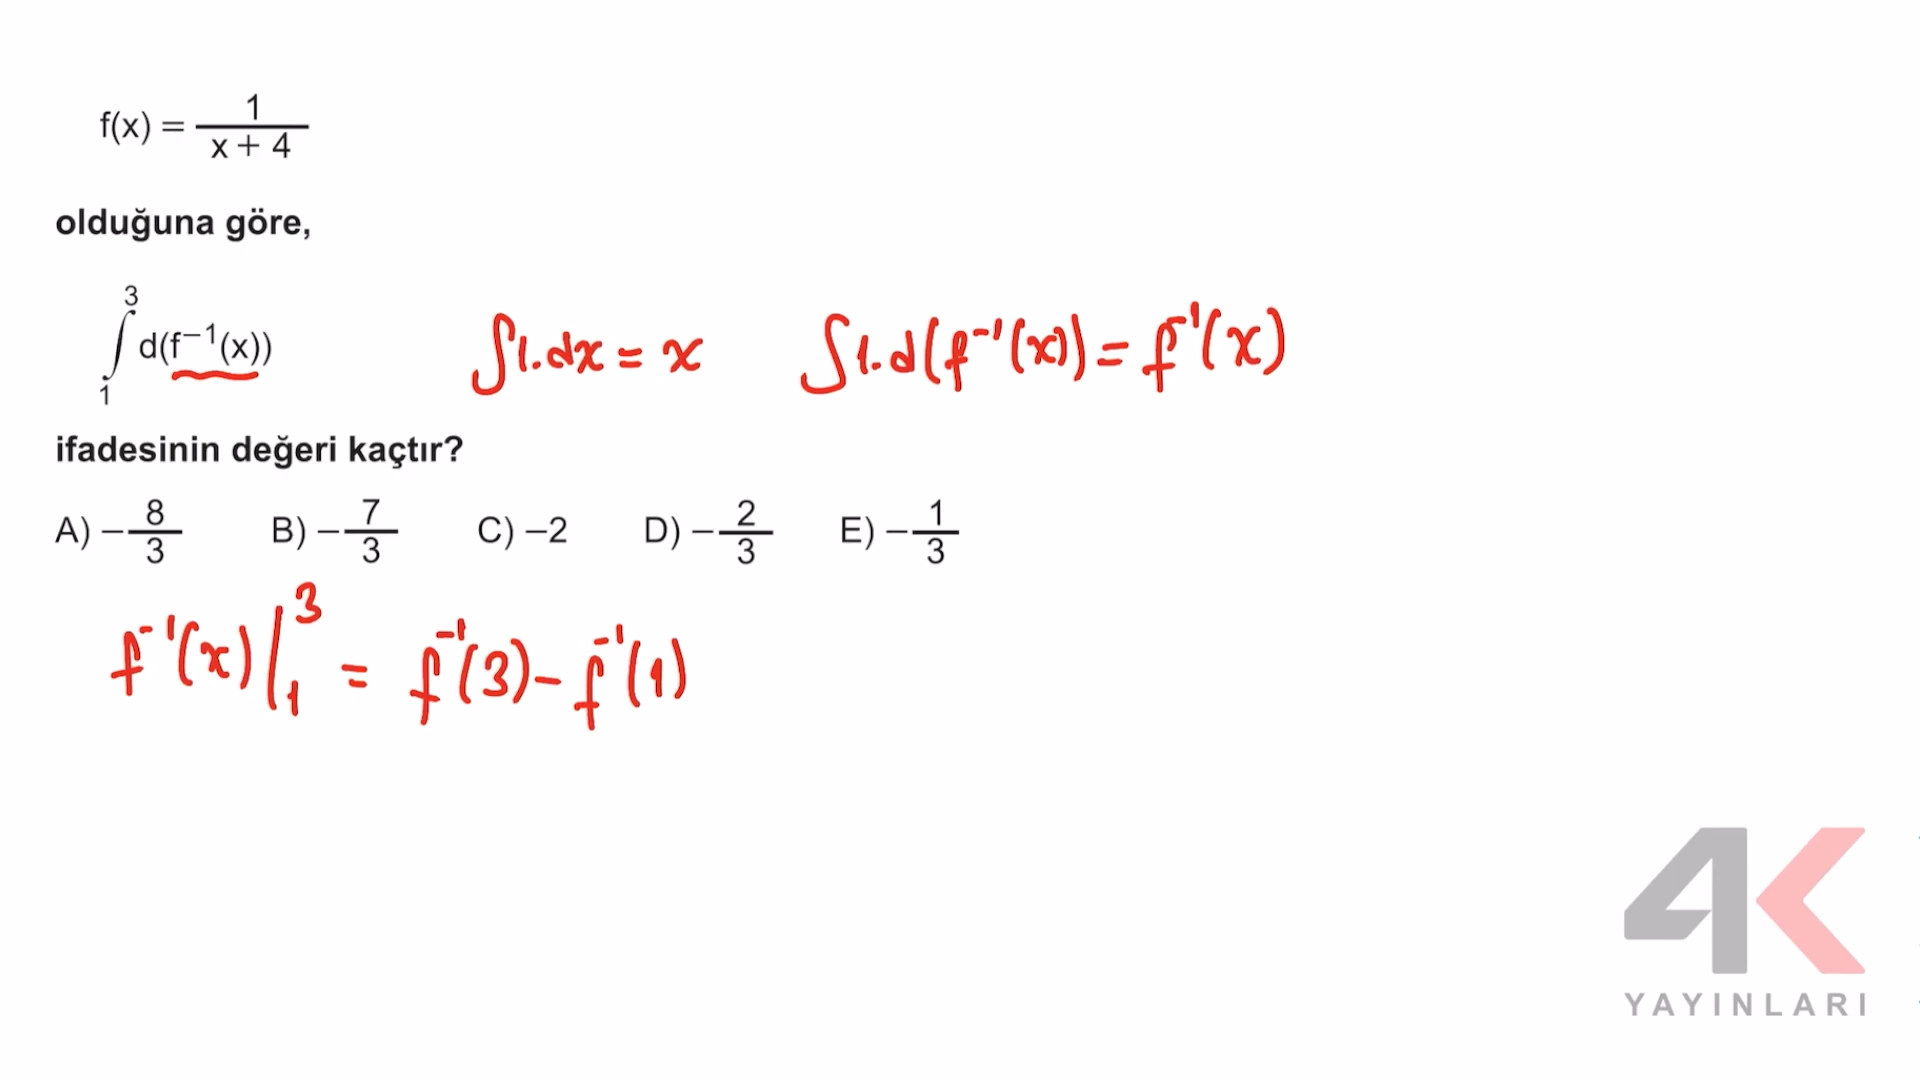 f(x) = 1/(x + 4)
olduğuna göre,
∫₁³ d(f⁻¹(x))
∫1.dx = x ∫1.d(f⁻¹(x)) = f⁻¹(x)
ifadesinin değeri kaçtır?
A) −8/3 B) −7/3 C) –2 D) −2/3 E) −1/3
f⁻¹(x)|₁³ = f⁻¹(3) − f⁻¹(1)
4K
YAYINLARI